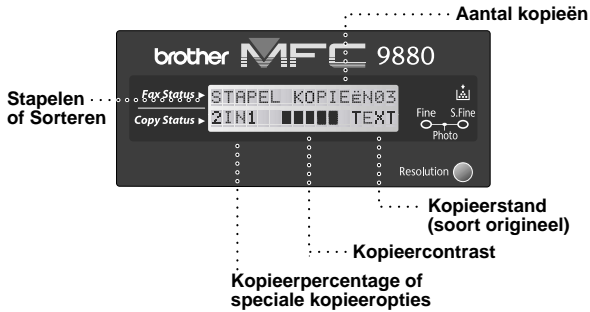 Aantal kopieën
brother MFC 9880
Stapelen
of Sorteren
Fax Status
STAPEL KOPIEëN03
Copy Status
2IN1 TEXT
Fine S.Fine
Photo
Resolution
Kopieerstand
(soort origineel)
Kopieercontrast
Kopieerpercentage of
speciale kopieeropties